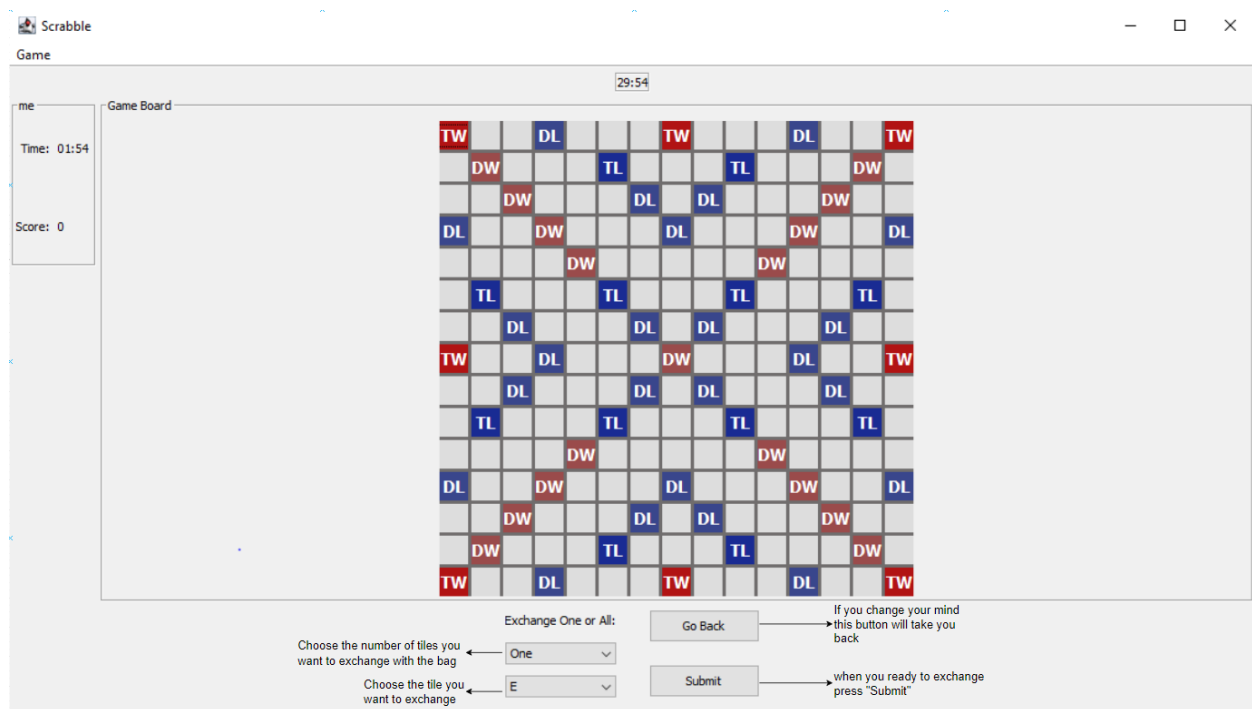 Scrabble
Game
29:54
me
Game Board
Time: 01:54
Score: 0
TW DL TW DL TW
DW TL TL DW
DW DL DL DW
DL DW DL DW DL
DW DW
TL TL TL TL
DL DL DL DL
TW DL DW DL TW
DL DL DL DL
TL TL TL TL
DW DW
DL DW DL DW DL
DW DL DL DW
DW TL TL DW
TW DL TW DL TW
Exchange One or All:
Choose the number of tiles you
want to exchange with the bag
One
Choose the tile you
want to exchange
E
Go Back
If you change your mind
this button will take you
back
Submit
when you ready to exchange
press "Submit"